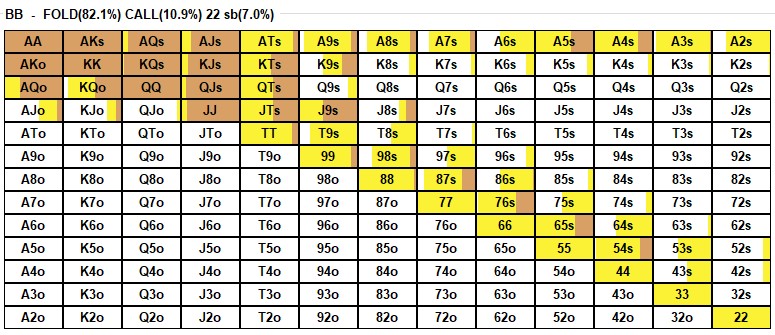 BB - FOLD(82.1%) CALL(10.9%) 22 sb(7.0%)
AA AKs AQs AJs ATs A9s A8s A7s A6s A5s A4s A3s A2s
AKo KK KQs KJs KTs K9s K8s K7s K6s K5s K4s K3s K2s
AQo KQo QQ QJs QTs Q9s Q8s Q7s Q6s Q5s Q4s Q3s Q2s
AJo KJo QJo JJ JTs J9s J8s J7s J6s J5s J4s J3s J2s
ATo KTo QTo JTo TT T9s T8s T7s T6s T5s T4s T3s T2s
A9o K9o Q9o J9o T9o 99 98s 97s 96s 95s 94s 93s 92s
A8o K8o Q8o J8o T8o 98o 88 87s 86s 85s 84s 83s 82s
A7o K7o Q7o J7o T7o 97o 87o 77 76s 75s 74s 73s 72s
A6o K6o Q6o J6o T6o 96o 86o 76o 66 65s 64s 63s 62s
A5o K5o Q5o J5o T5o 95o 85o 75o 65o 55 54s 53s 52s
A4o K4o Q4o J4o T4o 94o 84o 74o 64o 54o 44 43s 42s
A3o K3o Q3o J3o T3o 93o 83o 73o 63o 53o 43o 33 32s
A2o K2o Q2o J2o T2o 92o 82o 72o 62o 52o 42o 32o 22